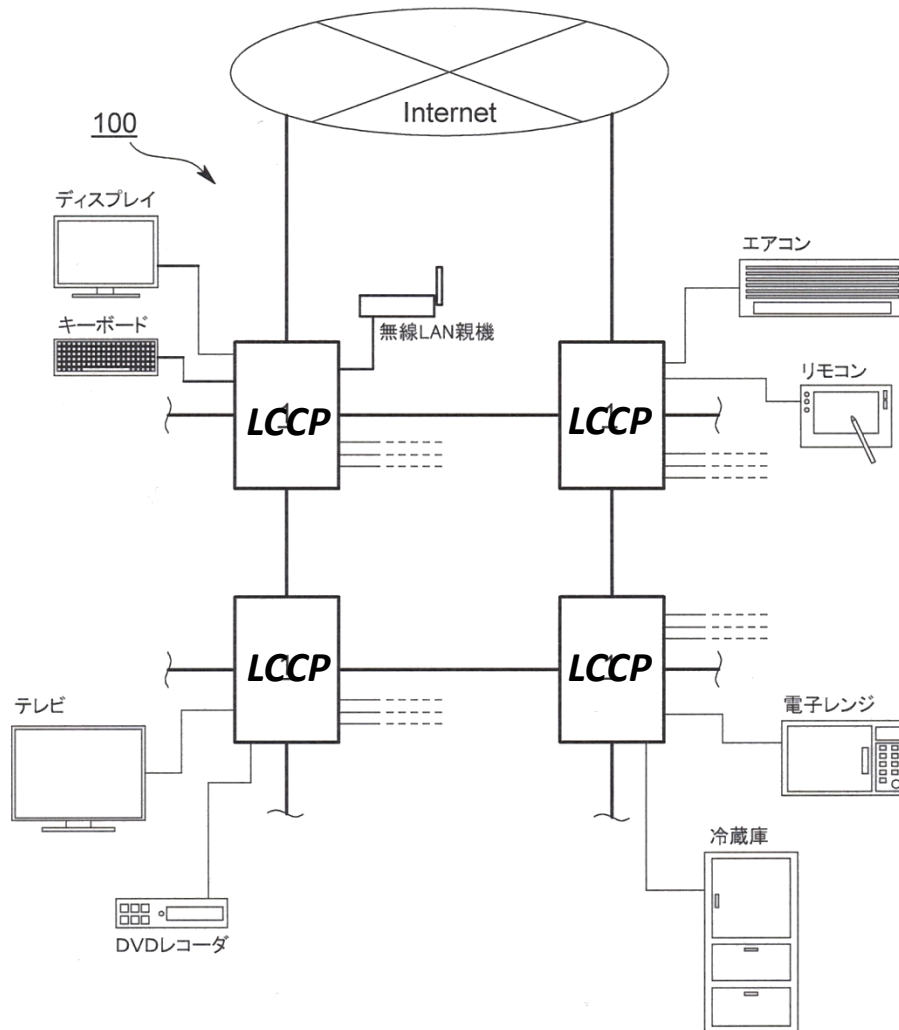 Internet
100
ディスプレイ
エアコン
キーボード
無線LAN親機
リモコン
LCCP
LCCP
LCCP
LCCP
テレビ
電子レンジ
冷蔵庫
DVDレコーダ